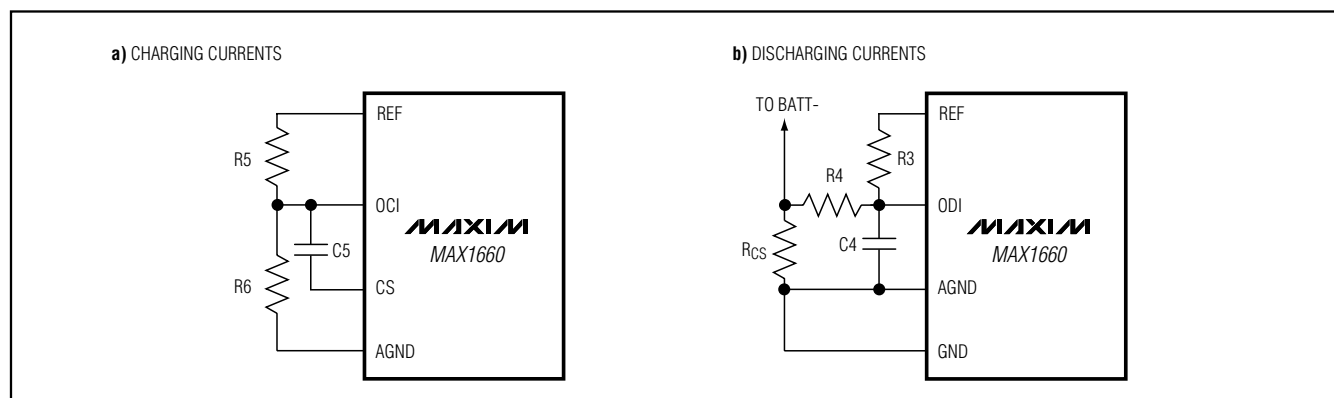 a) CHARGING CURRENTS
REF
R5
OCI
MAXIM
MAX1660
C5
R6
CS
AGND
b) DISCHARGING CURRENTS
TO BATT-
REF
R3
R4
ODI
MAXIM
MAX1660
C4
RCS
AGND
GND